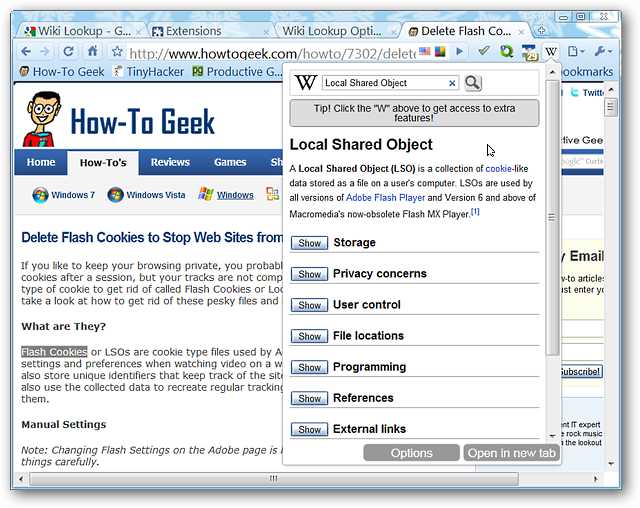 Wiki Lookup - G...
Extensions
Wiki Lookup Opti...
Delete Flash Co...
http://www.howtogeek.com/howto/7302/delete
How-To Geek
TinyHacker
Productive G...
bookmarks
W
Local Shared Object
Tip! Click the "W" above to get access to extra
features!
Local Shared Object
A Local Shared Object (LSO) is a collection of cookie-like
data stored as a file on a user's computer. LSOs are used by
all versions of Adobe Flash Player and Version 6 and above of
Macromedia's now-obsolete Flash MX Player.[1]
Show Storage
Show Privacy concerns
Show User control
Show File locations
Show Programming
Show References
Show External links
Options
Open in new tab
How-To Geek
Home
How-To's
Reviews
Games
Windows 7
Windows Vista
Windows
Delete Flash Cookies to Stop Web Sites from
If you like to keep your browsing private, you probab
cookies after a session, but your tracks are not comp
type of cookie to get rid of called Flash Cookies or Loc
take a look at how to get rid of these pesky files and
What are They?
Flash Cookies or LSOs are cookie type files used by A
settings and preferences when watching video on a w
also store unique identifiers that keep track of the site
also use the collected data to recreate regular tracking
them.
Manual Settings
Note: Changing Flash Settings on the Adobe page is
things carefully.
Twitt
ctive Gee
Curs
y Emai
w-to articles
ust enter yo
Subscribe!
nt IT expert
e rock music
n the lookout